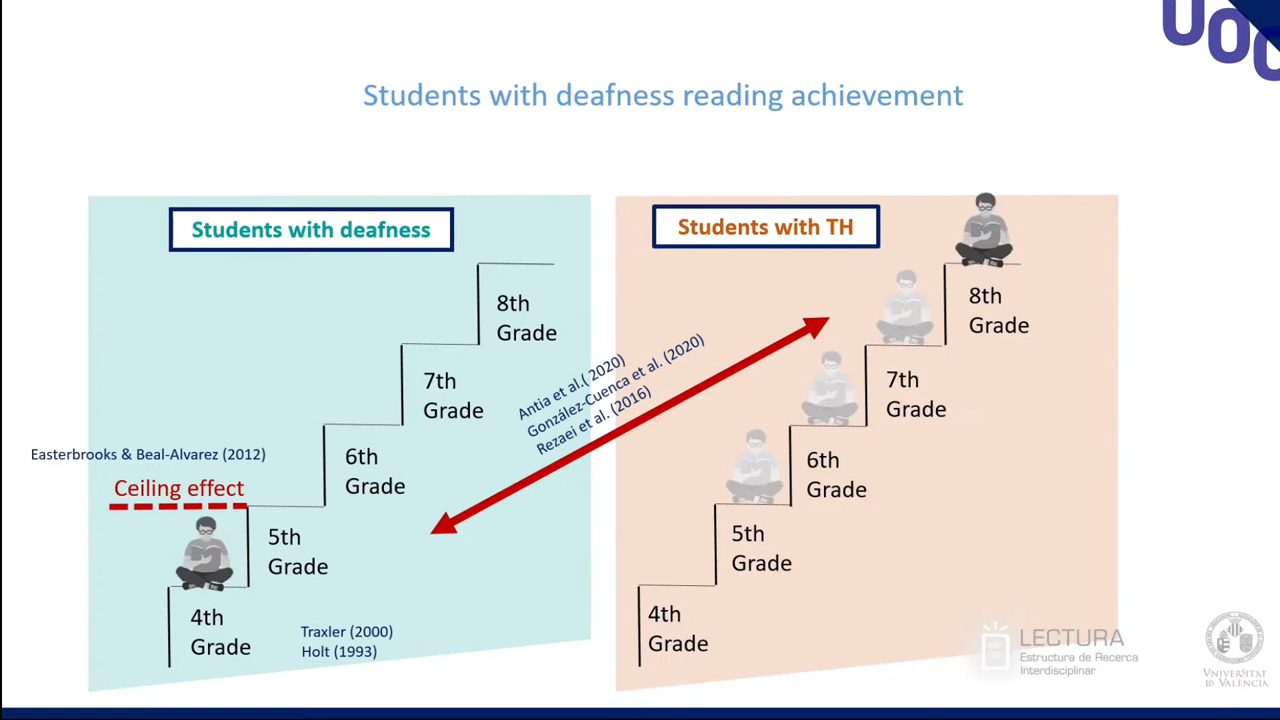 UOC
Students with deafness reading achievement
Students with deafness
8th
Grade
7th
Grade
6th
Grade
Easterbrooks & Beal-Alvarez (2012)
Ceiling effect
5th
Grade
4th
Grade
Traxler (2000)
Holt (1993)
Antia et al.( 2020)
González-Cuenca et al. (2020)
Rezaei et al. (2016)
Students with TH
8th
Grade
7th
Grade
6th
Grade
5th
Grade
4th
Grade
LECTURA
Estructura de Recerca
Interdisciplinar
VNIVERSITAT
ID VALÈNCIA